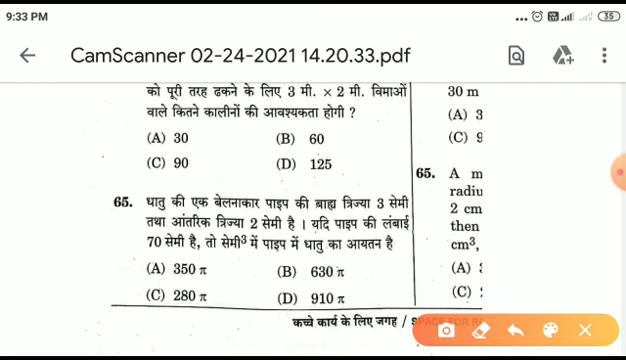 9:33 PM
35
CamScanner 02-24-2021 14.20.33.pdf
को पूरी तरह ढकने के लिए 3 मी. × 2 मी. विमाओं
वाले कितने कालीनों की आवश्यकता होगी ?
(A) 30 (B) 60
(C) 90 (D) 125
65. धातु की एक बेलनाकार पाइप की बाह्य त्रिज्या 3 सेमी
तथा आंतरिक त्रिज्या 2 सेमी है । यदि पाइप की लंबाई
70 सेमी है, तो सेमी³ में पाइप में धातु का आयतन है
(A) 350 π (B) 630 π
(C) 280 π (D) 910 π
30 m
(A) 3
(C) 9
65. A m
radiu
2 cm
then
cm³,
(A)
(C)
कच्चे कार्य के लिए जगह / SPACE FOR R